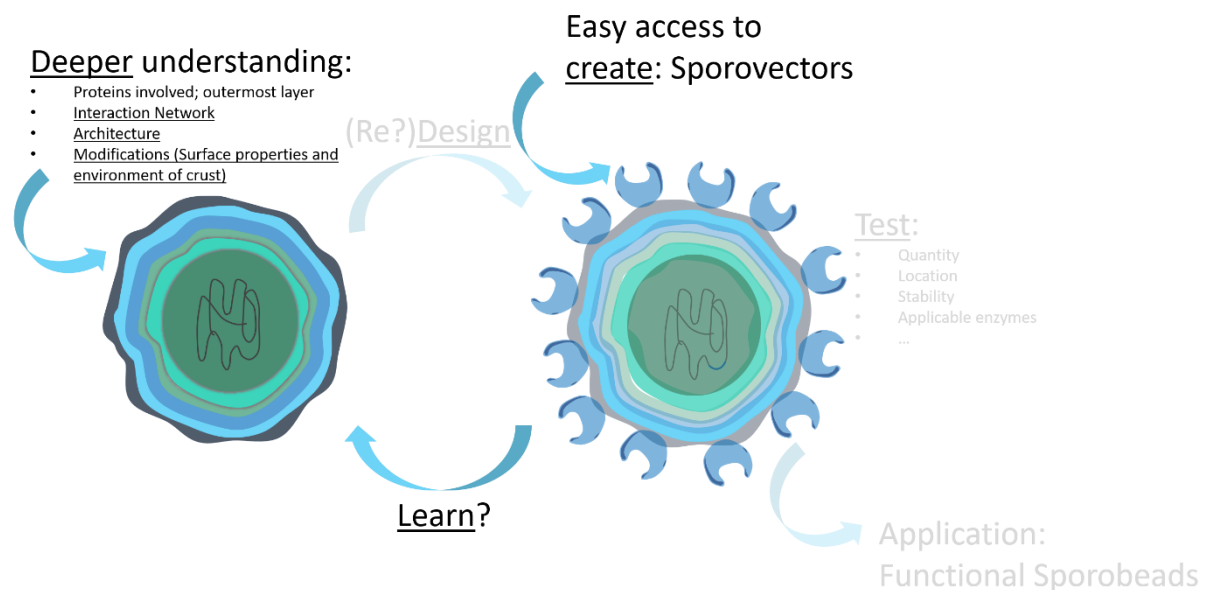 Deeper understanding:
• Proteins involved; outermost layer
• Interaction Network
• Architecture
• Modifications (Surface properties and
environment of crust)
(Re?)Design
Easy access to
create: Sporovectors
Test:
• Quantity
• Location
• Stability
• Applicable enzymes
• ...
Learn?
Application:
Functional Sporobeads